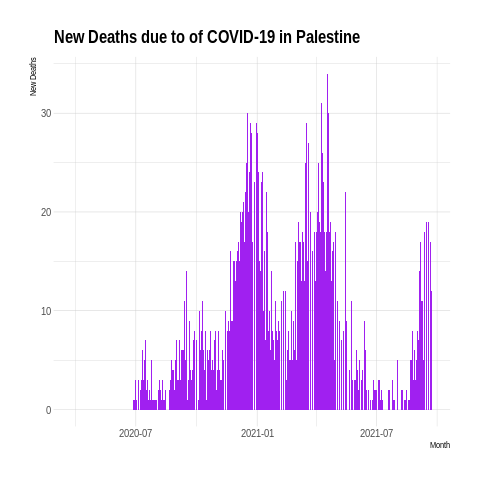 New Deaths due to of COVID-19 in Palestine
New Deaths
30
20
10
0
2020-07
2021-01
2021-07
Month